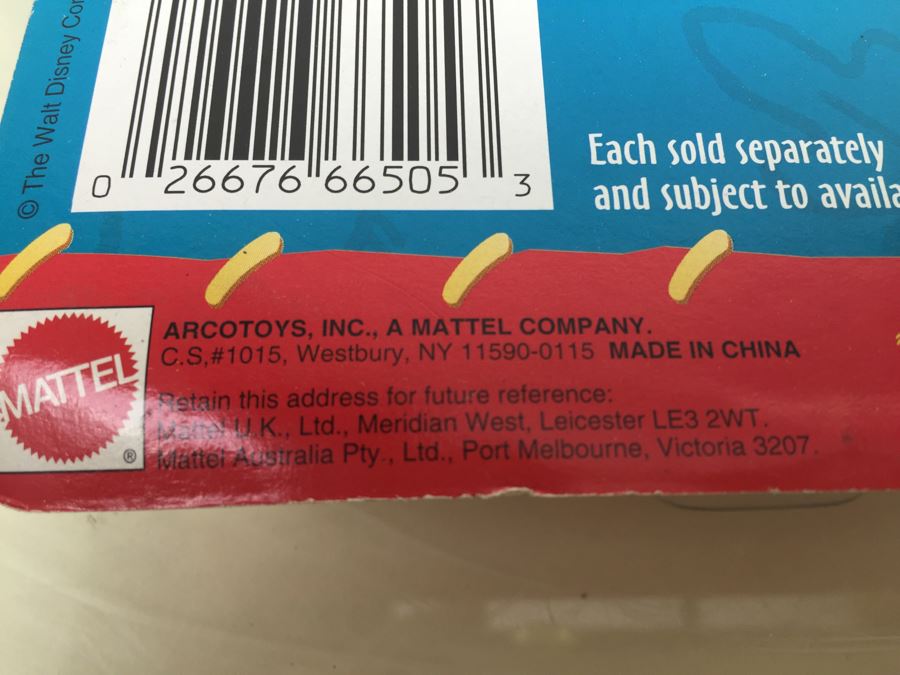 © The Walt Disney
0 26676 66505 3
Each sold separately
and subject to
MATTEL
®
ARCOTOYS, INC., A MATTEL COMPANY.
C.S,#1015, Westbury, NY 11590-0115 MADE IN CHINA
Retain this address for future reference:
Mattel U.K., Ltd., Meridian West, Leicester LE3 2WT.
Mattel Australia Pty., Ltd., Port Melbourne, Victoria 3207.